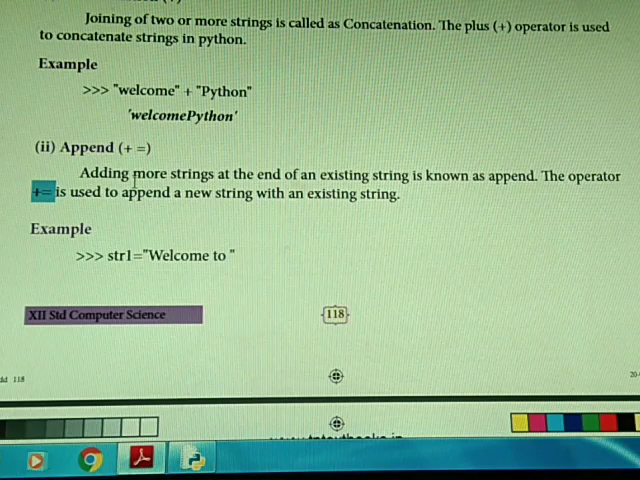 Joining of two or more strings is called as Concatenation. The plus (+) operator is used
to concatenate strings in python.
Example
>>> "welcome" + "Python"
'welcomePython'
(ii) Append (+ =)
Adding more strings at the end of an existing string is known as append. The operator
+= is used to append a new string with an existing string.
Example
>>> str1="Welcome to "
XII Std Computer Science
118
118